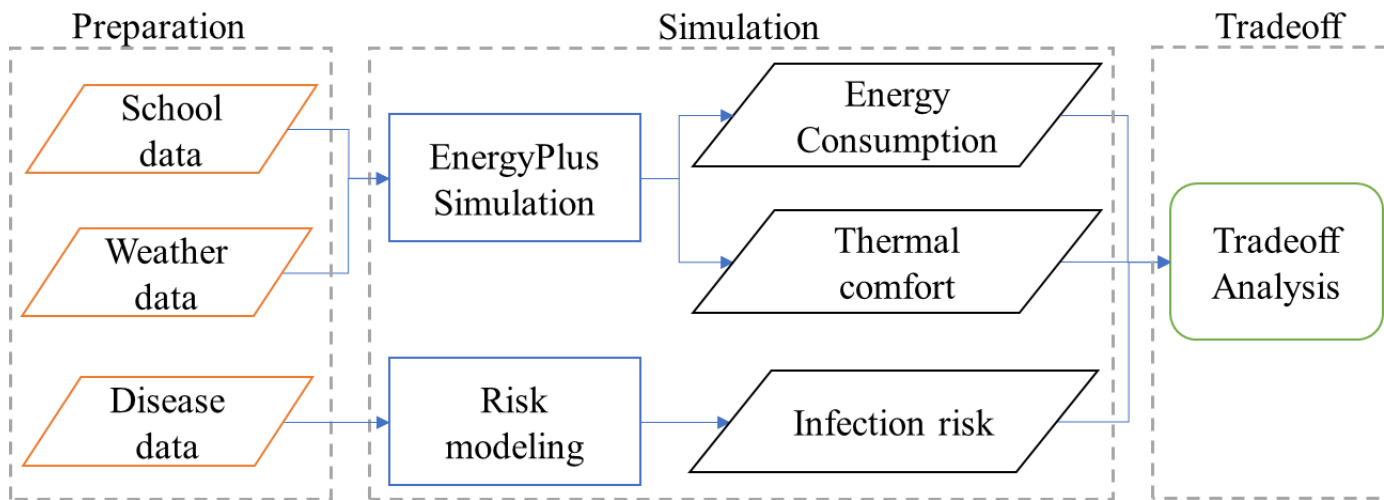 Preparation
Simulation
Tradeoff
School
data
Weather
data
Disease
data
EnergyPlus
Simulation
Risk
modeling
Energy
Consumption
Thermal
comfort
Infection risk
Tradeoff
Analysis